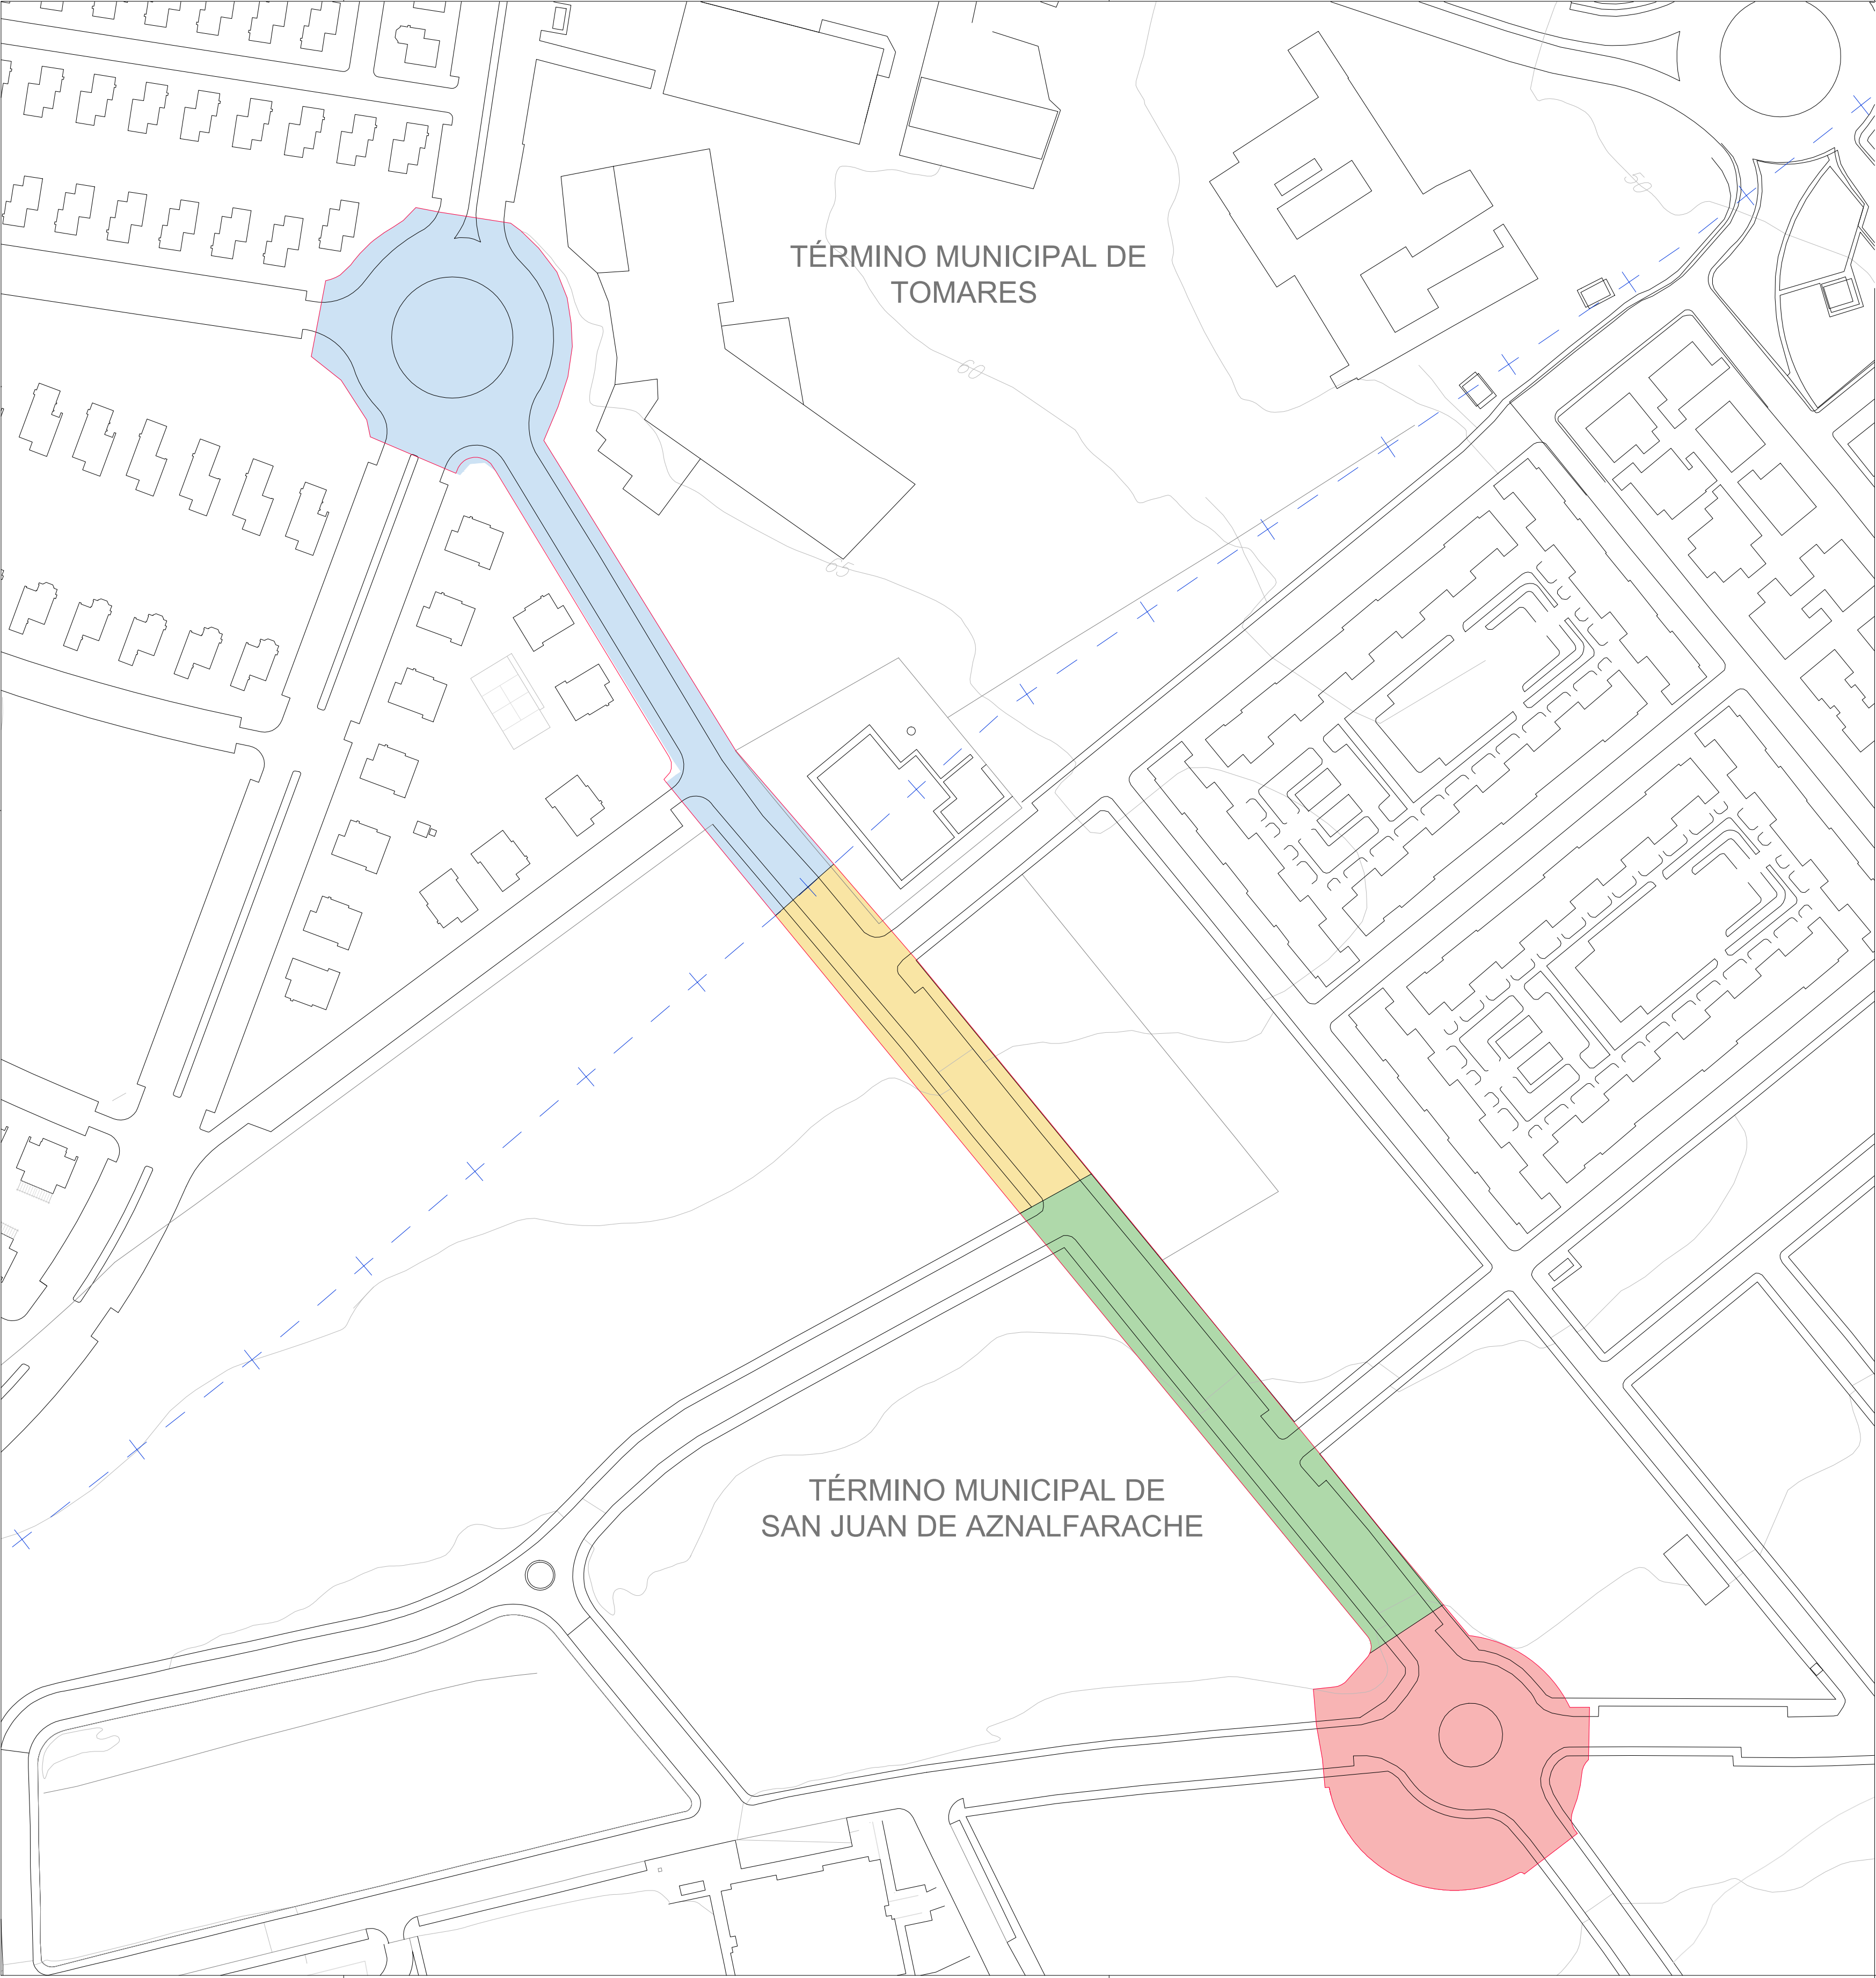 TÉRMINO MUNICIPAL DE
TOMARES
TÉRMINO MUNICIPAL DE
SAN JUAN DE AZNALFARACHE